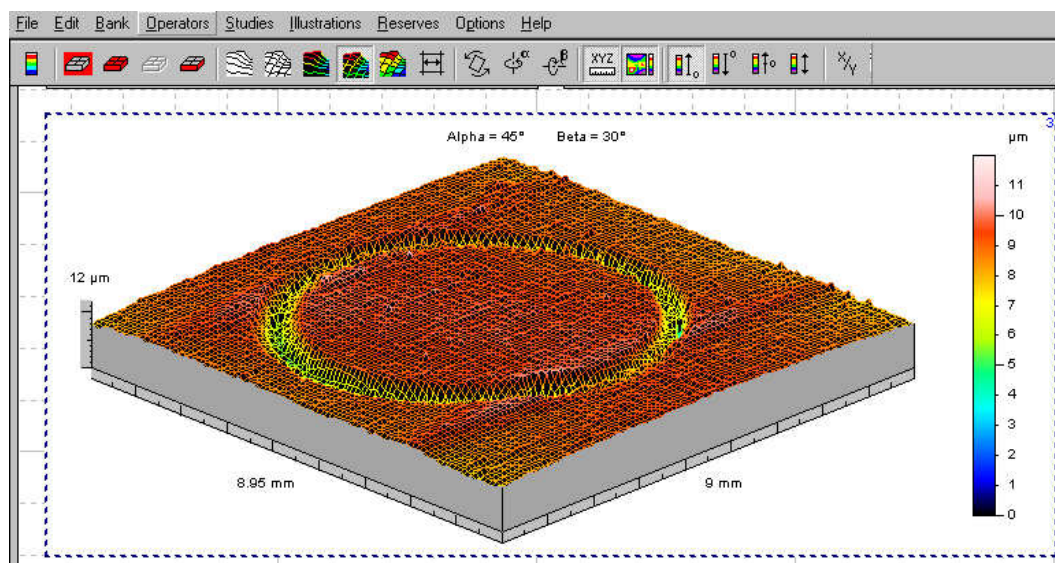 File Edit Bank Operators Studies Illustrations Reserves Options Help
α β XYZ X/Y
3
Alpha = 45° Beta = 30°
µm
11
10
12 µm
9
8
7
6
5
4
8.95 mm
9 mm
3
2
1
0